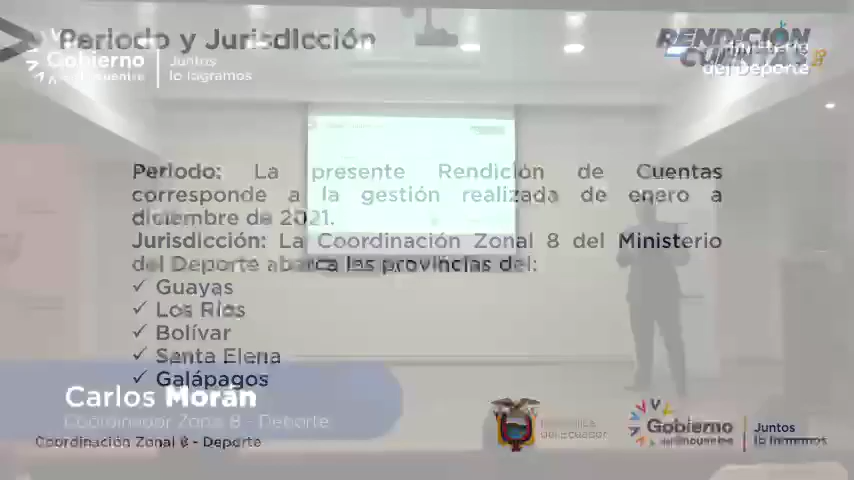 Periodo y Jurisdicción
RENDICIÓN
CUENTAS
Ministerio
del Deporte
Gobierno
del Encuentro
Juntos
lo logramos
Periodo: La presente Rendición de Cuentas
corresponde a la gestión realizada de enero a
diciembre de 2021.
Jurisdicción: La Coordinación Zonal 8 del Ministerio
del Deporte abarca las provincias del:
✓ Guayas
✓ Los Ríos
✓ Bolívar
✓ Santa Elena
✓ Galápagos
Carlos Morán
Coordinador Zonal 8 - Deporte
Coordinación Zonal 8 - Deporte
República
del Ecuador
Gobierno
del Encuentro
Juntos
lo logramos